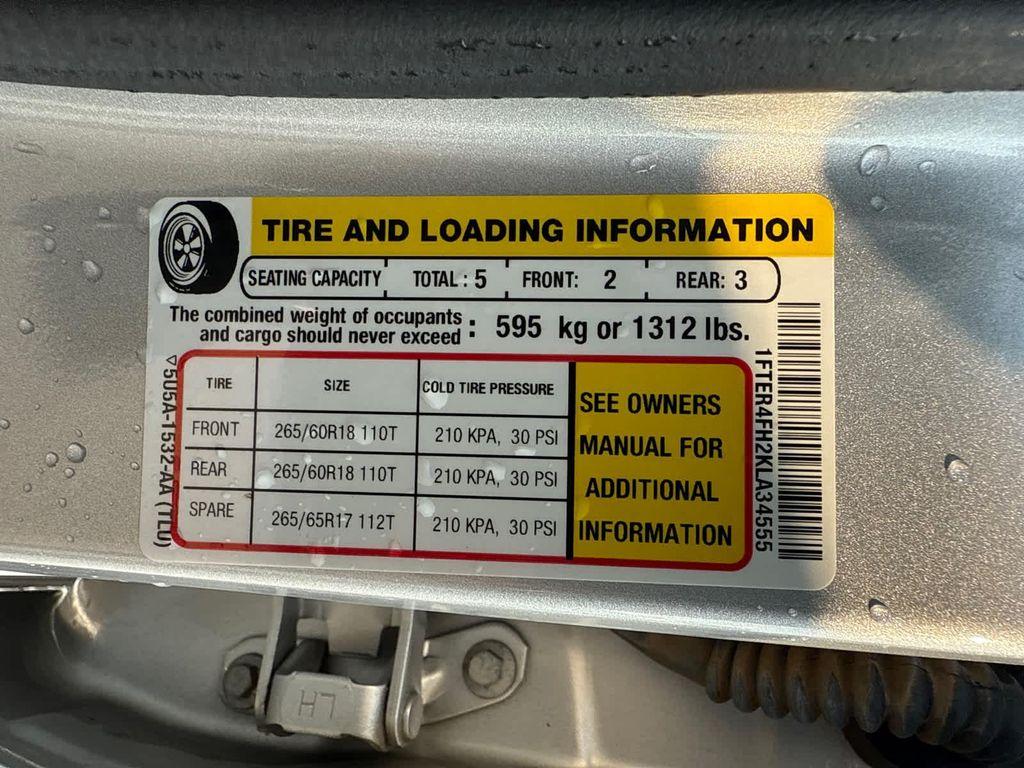 TIRE AND LOADING INFORMATION
SEATING CAPACITY TOTAL: 5 FRONT: 2 REAR: 3
The combined weight of occupants
and cargo should never exceed : 595 kg or 1312 lbs.
TIRE SIZE COLD TIRE PRESSURE
FRONT 265/60R18 110T 210 KPA, 30 PSI
REAR 265/60R18 110T 210 KPA, 30 PSI
SPARE 265/65R17 112T 210 KPA, 30 PSI
SEE OWNERS
MANUAL FOR
ADDITIONAL
INFORMATION
1FTER4FH2KLA34555
5U5A-1532-AA (TL0)
LH